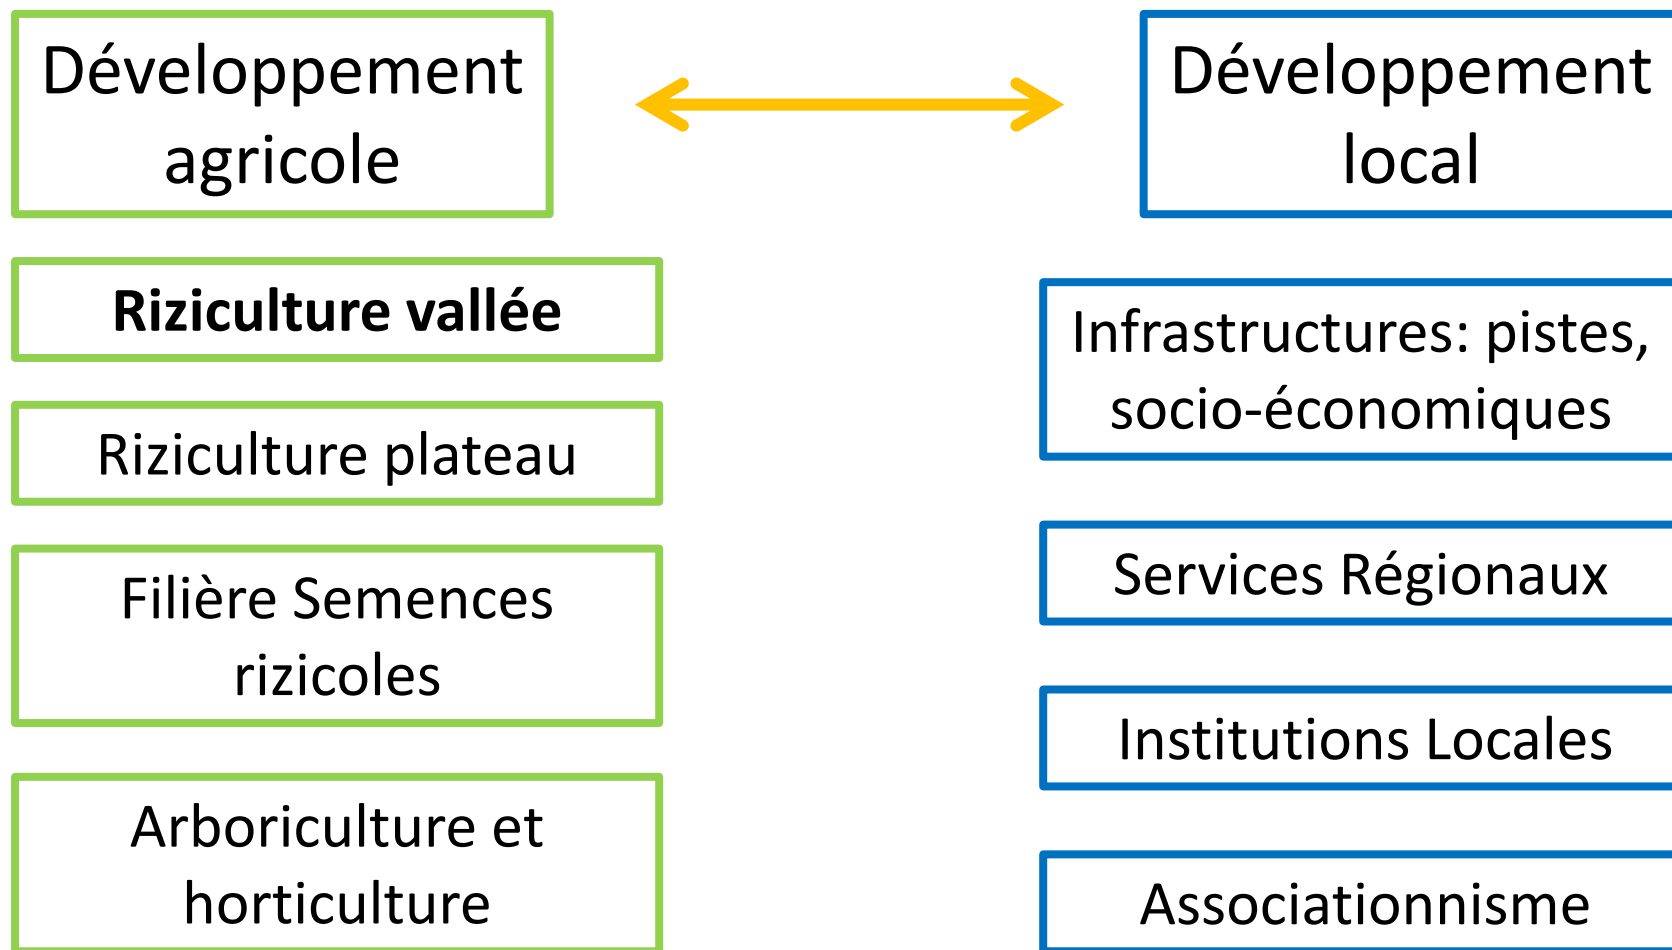 Développement
agricole
Riziculture vallée
Riziculture plateau
Filière Semences
rizicoles
Arboriculture et
horticulture
Développement
local
Infrastructures: pistes,
socio-économiques
Services Régionaux
Institutions Locales
Associationnisme